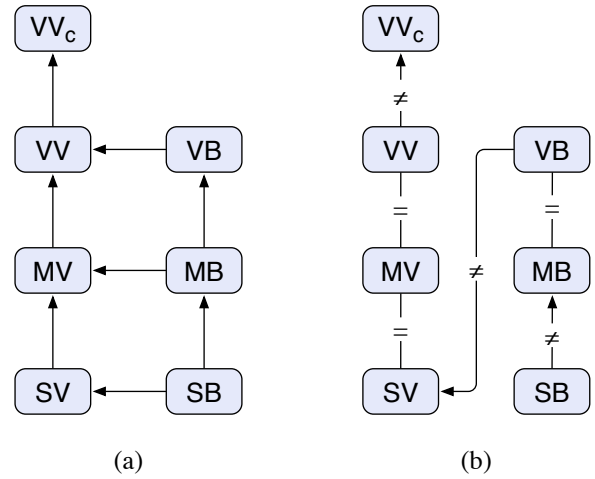 VVc VVc
≠
VV VB VV VB
= =
MV MB MV ≠ MB
= ≠
SV SB SV SB
(a) (b)